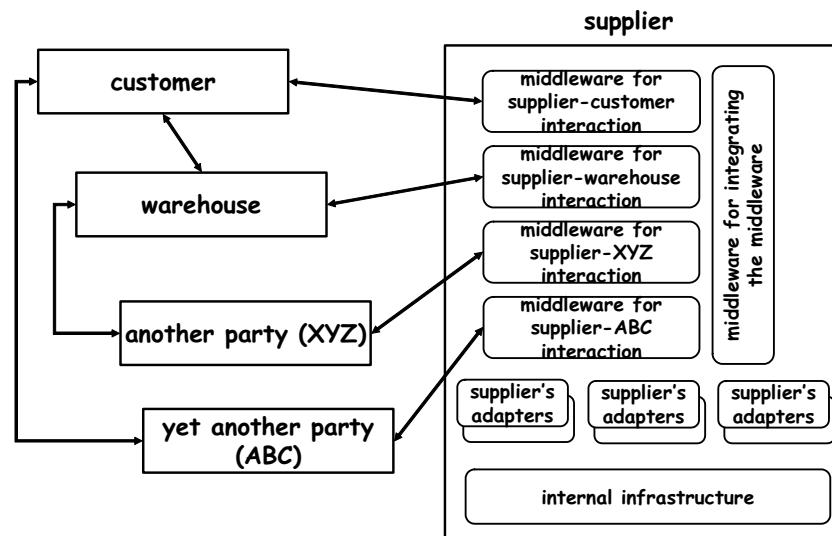 supplier
customer
middleware for
supplier-customer
interaction
warehouse
middleware for
supplier-warehouse
interaction
another party (XYZ)
middleware for
supplier-XYZ
interaction
yet another party
(ABC)
middleware for
supplier-ABC
interaction
middleware for integrating
the middleware
supplier's
adapters
supplier's
adapters
supplier's
adapters
internal infrastructure